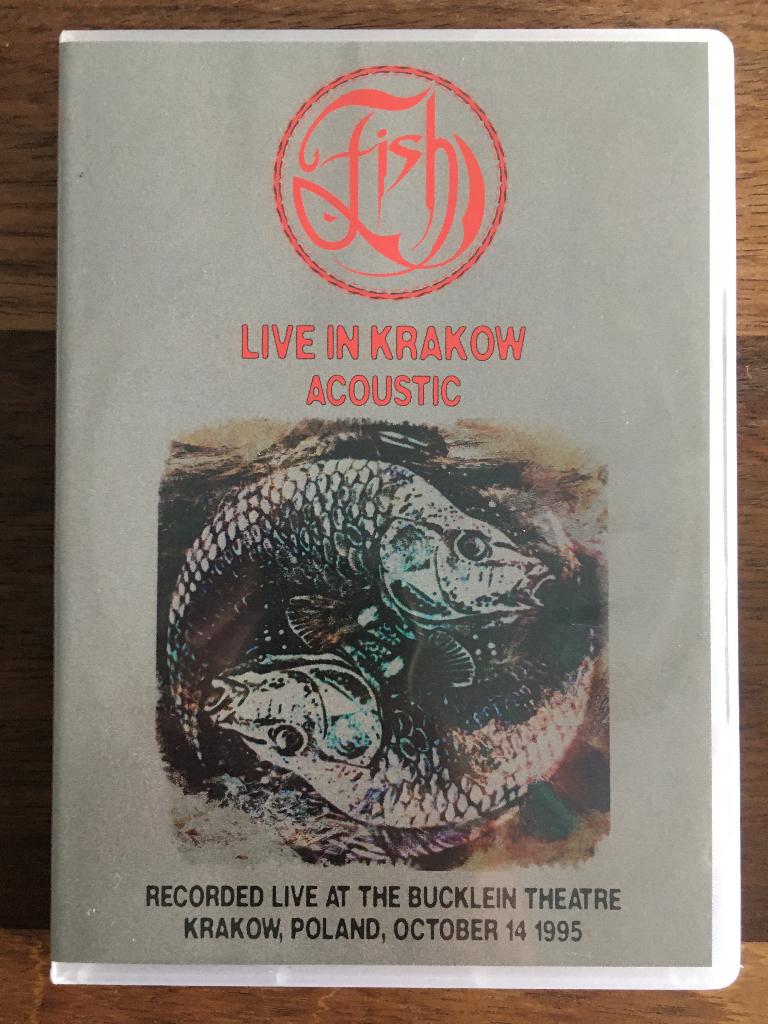 Fish
LIVE IN KRAKOW
ACOUSTIC
RECORDED LIVE AT THE BUCKLEIN THEATRE
KRAKOW, POLAND, OCTOBER 14 1995